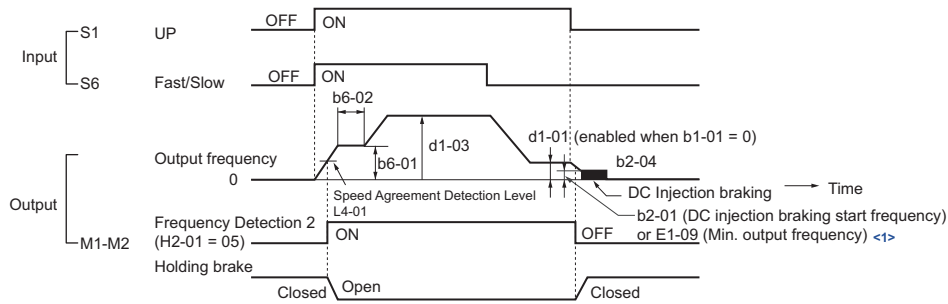 OFF ON
S1 UP
Input
S6 Fast/Slow OFF ON
b6-02
d1-01 (enabled when b1-01 = 0)
d1-03
b2-04
Output frequency
b6-01
0
DC Injection braking
Time
Speed Agreement Detection Level
L4-01
b2-01 (DC injection braking start frequency)
or E1-09 (Min. output frequency) <1>
Output
Frequency Detection 2
(H2-01 = 05)
M1-M2
ON OFF
Holding brake
Closed Open Closed